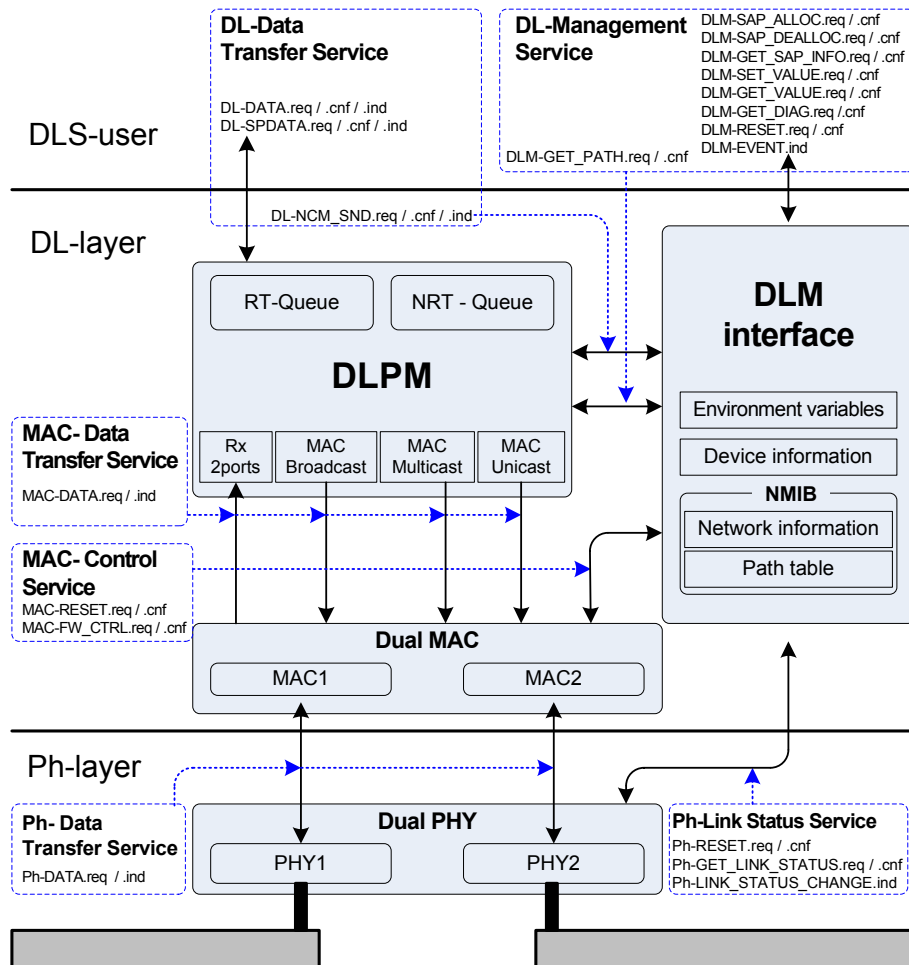 DL-Data
Transfer Service
DL-DATA.req / .cnf / .ind
DL-SPDATA.req / .cnf / .ind
DL-NCM_SND.req / .cnf / .ind
DL-Management
Service
DLM-SAP_ALLOC.req / .cnf
DLM-SAP_DEALLOC.req / .cnf
DLM-GET_SAP_INFO.req / .cnf
DLM-SET_VALUE.req / .cnf
DLM-GET_VALUE.req / .cnf
DLM-GET_DIAG.req / .cnf
DLM-RESET.req / .cnf
DLM-EVENT.ind
DLM-GET_PATH.req / .cnf
DLS-user
DL-layer
RT-Queue
NRT - Queue
DLPM
Rx
2ports
MAC
Broadcast
MAC
Multicast
MAC
Unicast
DLM
interface
Environment variables
Device information
NMIB
Network information
Path table
MAC- Data
Transfer Service
MAC-DATA.req / .ind
MAC- Control
Service
MAC-RESET.req / .cnf
MAC-FW_CTRL.req / .cnf
Dual MAC
MAC1
MAC2
Ph-layer
Ph- Data
Transfer Service
Ph-DATA.req / .ind
Dual PHY
PHY1
PHY2
Ph-Link Status Service
Ph-RESET.req / .cnf
Ph-GET_LINK_STATUS.req / .cnf
Ph-LINK_STATUS_CHANGE.ind